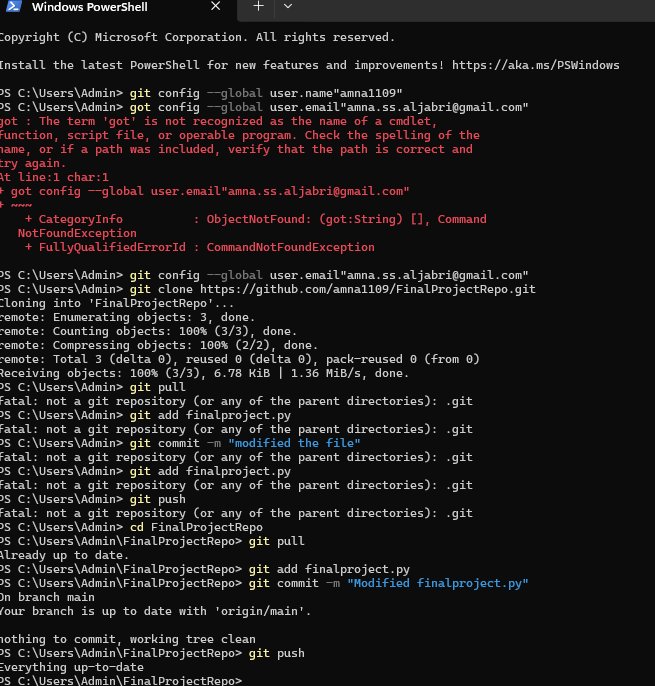 Windows PowerShell
Copyright (C) Microsoft Corporation. All rights reserved.
Install the latest PowerShell for new features and improvements! https://aka.ms/PSWindows
PS C:\Users\Admin> git config --global user.name"amna1109"
PS C:\Users\Admin> got config --global user.email"amna.ss.aljabri@gmail.com"
got : The term 'got' is not recognized as the name of a cmdlet,
function, script file, or operable program. Check the spelling of the
name, or if a path was included, verify that the path is correct and
try again.
At line:1 char:1
+ got config --global user.email"amna.ss.aljabri@gmail.com"
+ ~~~
+ CategoryInfo : ObjectNotFound: (got:String) [], Command
NotFoundException
+ FullyQualifiedErrorId : CommandNotFoundException
PS C:\Users\Admin> git config --global user.email"amna.ss.aljabri@gmail.com"
PS C:\Users\Admin> git clone https://github.com/amna1109/FinalProjectRepo.git
Cloning into 'FinalProjectRepo'...
remote: Enumerating objects: 3, done.
remote: Counting objects: 100% (3/3), done.
remote: Compressing objects: 100% (2/2), done.
remote: Total 3 (delta 0), reused 0 (delta 0), pack-reused 0 (from 0)
Receiving objects: 100% (3/3), 6.78 KiB | 1.36 MiB/s, done.
PS C:\Users\Admin> git pull
fatal: not a git repository (or any of the parent directories): .git
PS C:\Users\Admin> git add finalproject.py
fatal: not a git repository (or any of the parent directories): .git
PS C:\Users\Admin> git commit -m "modified the file"
fatal: not a git repository (or any of the parent directories): .git
PS C:\Users\Admin> git add finalproject.py
fatal: not a git repository (or any of the parent directories): .git
PS C:\Users\Admin> git push
fatal: not a git repository (or any of the parent directories): .git
PS C:\Users\Admin> cd FinalProjectRepo
PS C:\Users\Admin\FinalProjectRepo> git pull
Already up to date.
PS C:\Users\Admin\FinalProjectRepo> git add finalproject.py
PS C:\Users\Admin\FinalProjectRepo> git commit -m "Modified finalproject.py"
On branch main
Your branch is up to date with 'origin/main'.
nothing to commit, working tree clean
PS C:\Users\Admin\FinalProjectRepo> git push
Everything up-to-date
PS C:\Users\Admin\FinalProjectRepo>